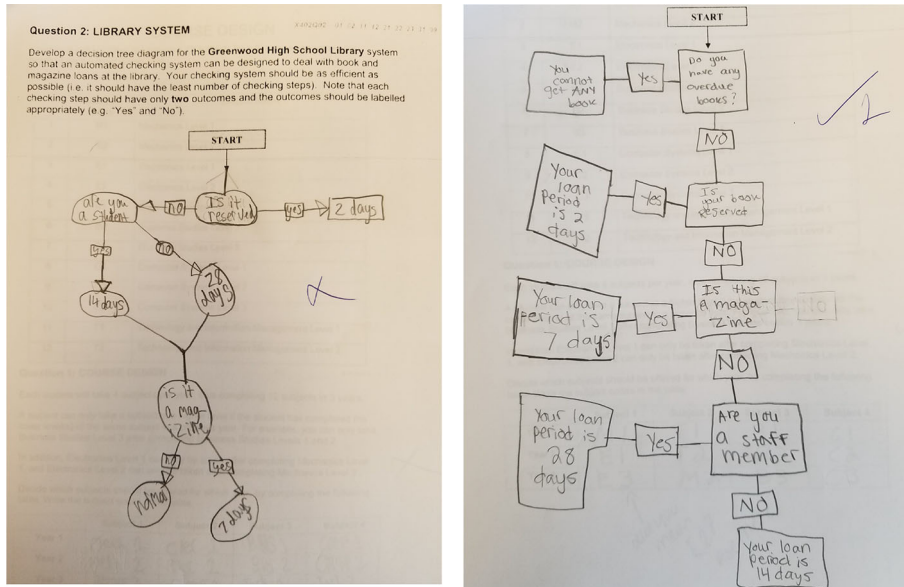 Question 2: LIBRARY SYSTEM
Develop a decision tree diagram for the Greenwood High School Library system
so that an automated checking system can be designed to deal with book and
magazine loans at the library. Your checking system should be as efficient as
possible (i.e. it should have the least number of checking steps). Note that each
checking step should have only two outcomes and the outcomes should be labelled
appropriately (e.g. "Yes" and "No").
START
Is it
reserved
yes
2 days
no
are you
a student
yes
14 days
no
28
days
is it
a mag-
izine
no
normal
yes
7 days
START
Do you
have any
overdue
books?
Yes
You
cannot
get ANY
book
NO
Is
your book
reserved
Yes
Your
loan
Period
is 2
days
NO
Is this
a maga-
zine
NO
Yes
Your loan
period is
7 days
NO
Are you
a staff
member
Yes
Your loan
period is
28
days
NO
Your loan
period is
14 days